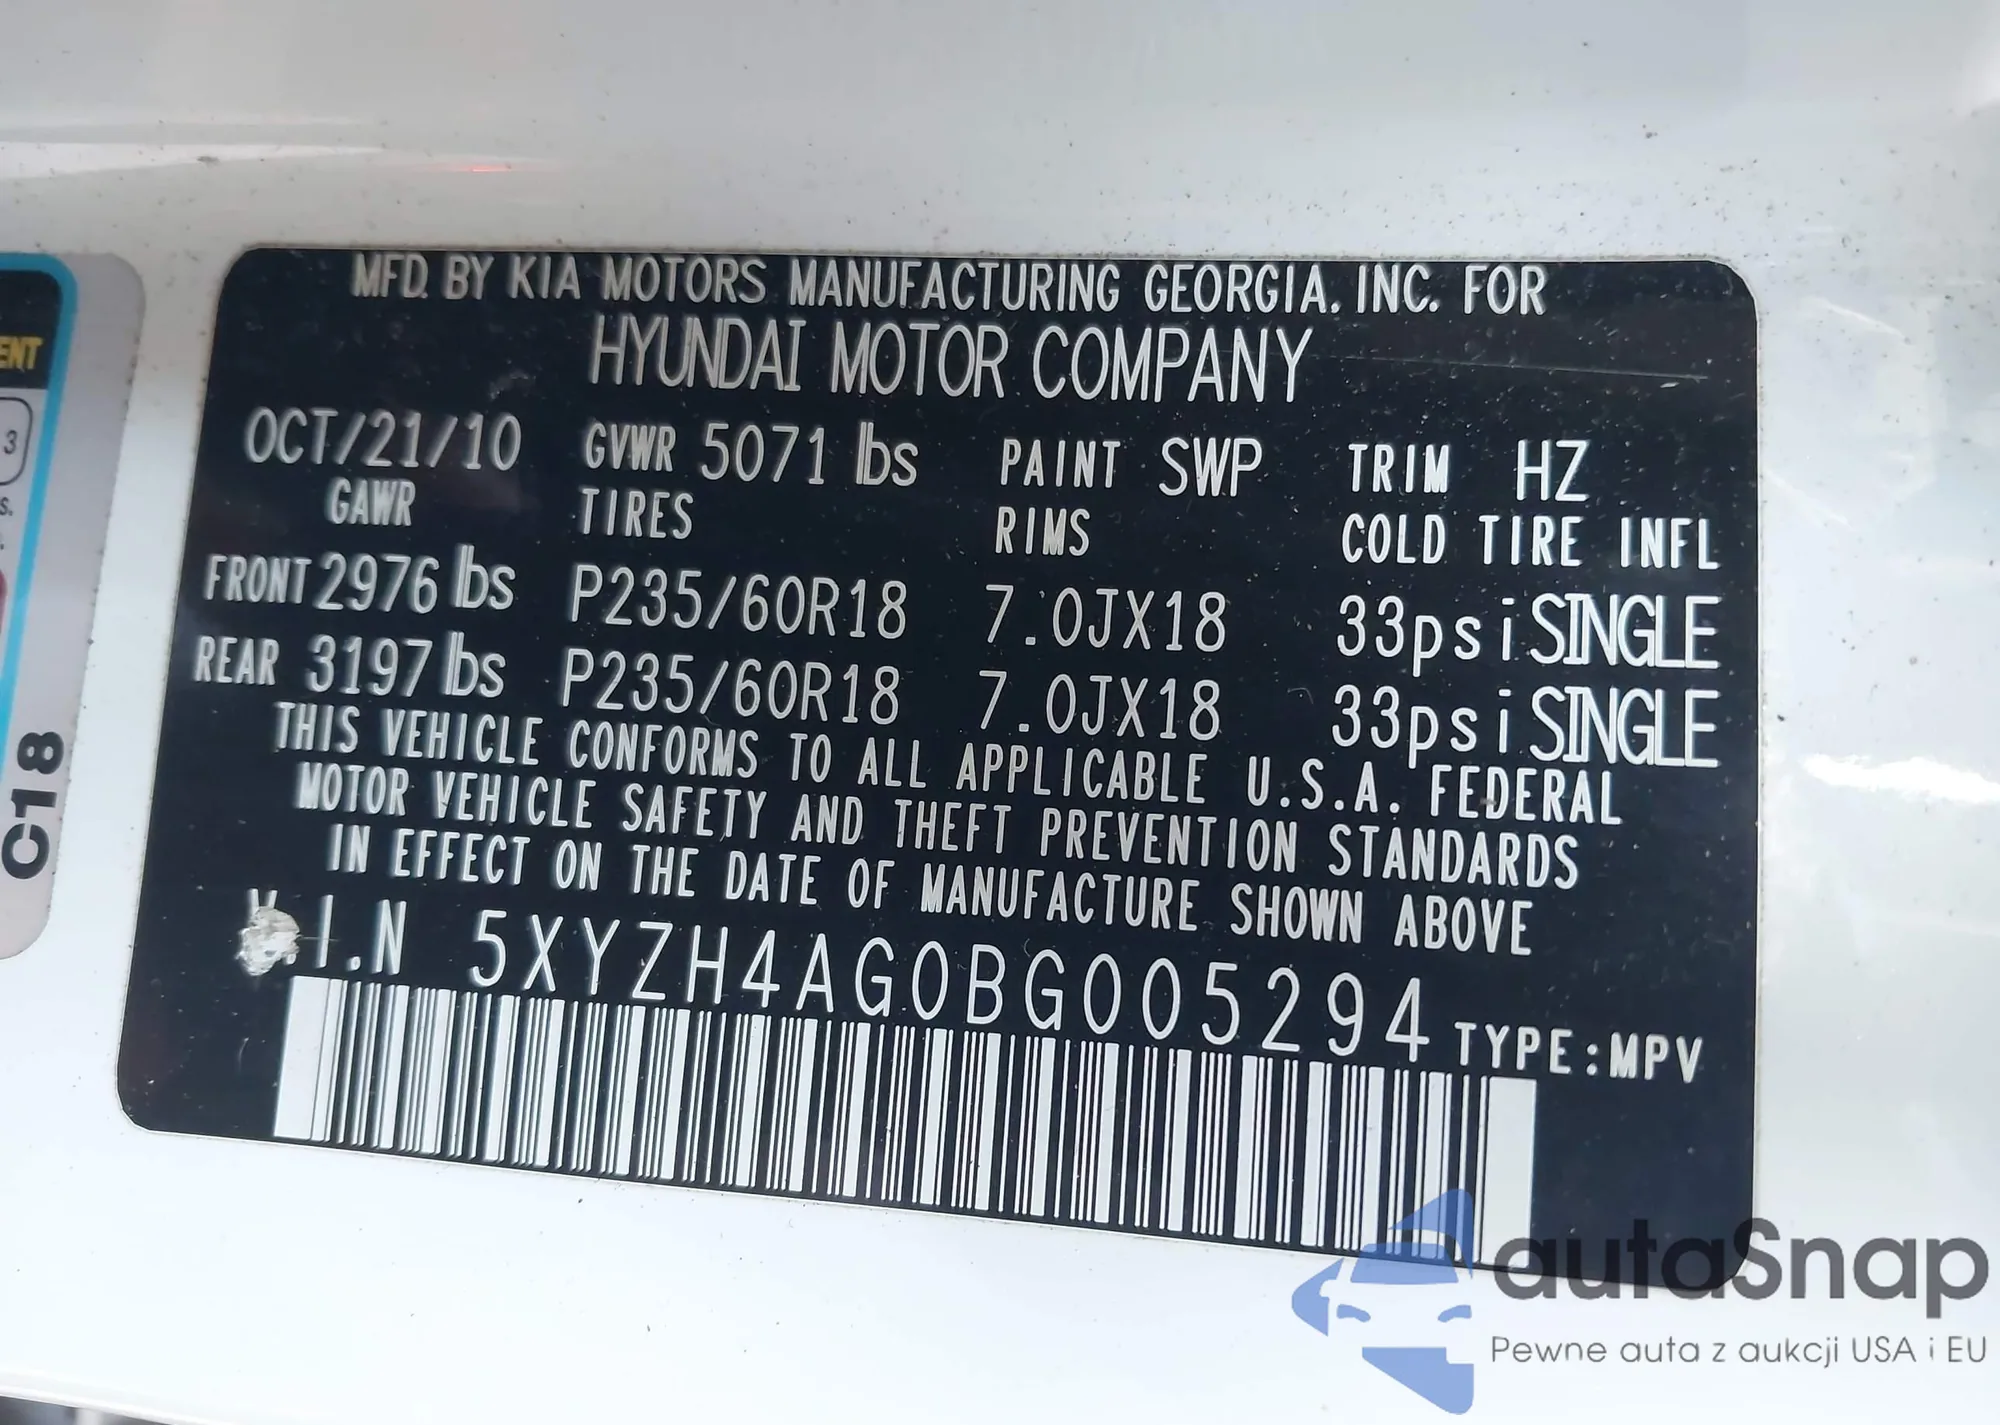 MFD. BY KIA MOTORS MANUFACTURING GEORGIA, INC. FOR
HYUNDAI MOTOR COMPANY
OCT/21/10 GVWR 5071 lbs PAINT SWP TRIM HZ
GAWR TIRES RIMS COLD TIRE INFL
FRONT 2976 lbs P235/60R18 7.0JX18 33psi SINGLE
REAR 3197 lbs P235/60R18 7.0JX18 33psi SINGLE
THIS VEHICLE CONFORMS TO ALL APPLICABLE U.S.A. FEDERAL
MOTOR VEHICLE SAFETY AND THEFT PREVENTION STANDARDS
IN EFFECT ON THE DATE OF MANUFACTURE SHOWN ABOVE
V.I.N 5XYZH4AG0BG005294 TYPE:MPV
3
C18
autaSnap
Pewne auta z aukcji USA i EU